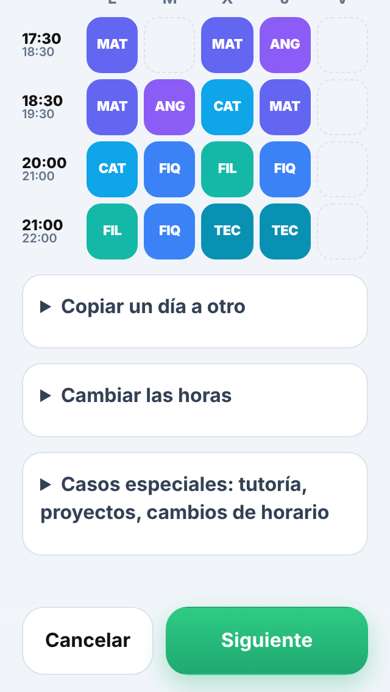 17:30 MAT MAT ANG
18:30
18:30 MAT ANG CAT MAT
19:30
20:00 CAT FIQ FIL FIQ
21:00
21:00 FIL FIQ TEC TEC
22:00
▶ Copiar un día a otro
▶ Cambiar las horas
▶ Casos especiales: tutoría,
proyectos, cambios de horario
Cancelar Siguiente